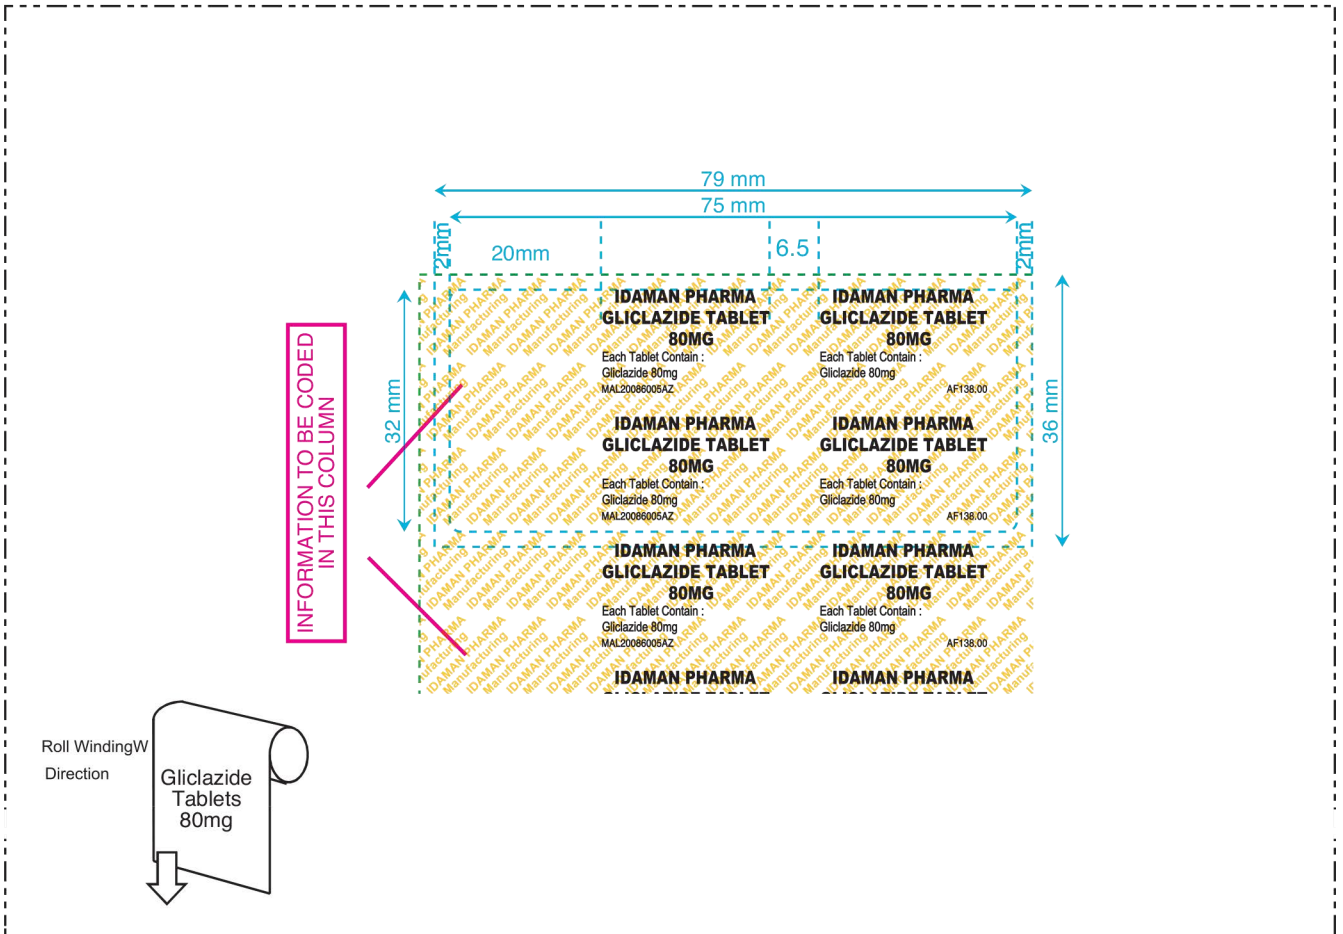 79 mm
75 mm
2mm
20mm
6.5
2mm
IDAMAN PHARMA
GLICLAZIDE TABLET
80MG
Each Tablet Contain :
Gliclazide 80mg
MAL20086005AZ
IDAMAN PHARMA
GLICLAZIDE TABLET
80MG
Each Tablet Contain :
Gliclazide 80mg
AF138.00
INFORMATION TO BE CODED
IN THIS COLUMN
32 mm
36 mm
IDAMAN PHARMA
GLICLAZIDE TABLET
80MG
Each Tablet Contain :
Gliclazide 80mg
MAL20086005AZ
IDAMAN PHARMA
GLICLAZIDE TABLET
80MG
Each Tablet Contain :
Gliclazide 80mg
AF138.00
IDAMAN PHARMA
GLICLAZIDE TABLET
80MG
Each Tablet Contain :
Gliclazide 80mg
MAL20086005AZ
IDAMAN PHARMA
GLICLAZIDE TABLET
80MG
Each Tablet Contain :
Gliclazide 80mg
AF138.00
IDAMAN PHARMA
IDAMAN PHARMA
IDAMAN PHARMA
Manufacturing
Roll WindingW
Direction
Gliclazide
Tablets
80mg